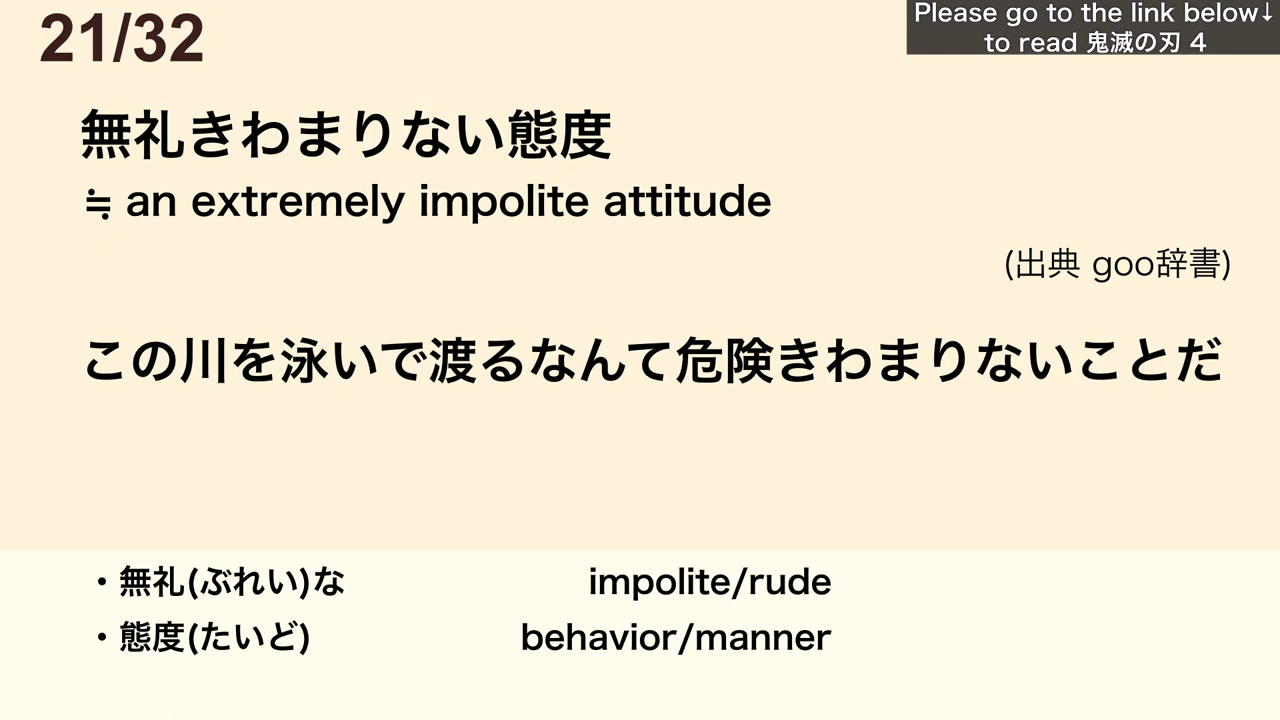 21/32
Please go to the link below↓
to read 鬼滅の刃 4
無礼きわまりない態度
≒ an extremely impolite attitude
(出典 goo辞書)
この川を泳いで渡るなんて危険きわまりないことだ
・無礼(ぶれい)な impolite/rude
・態度(たいど) behavior/manner